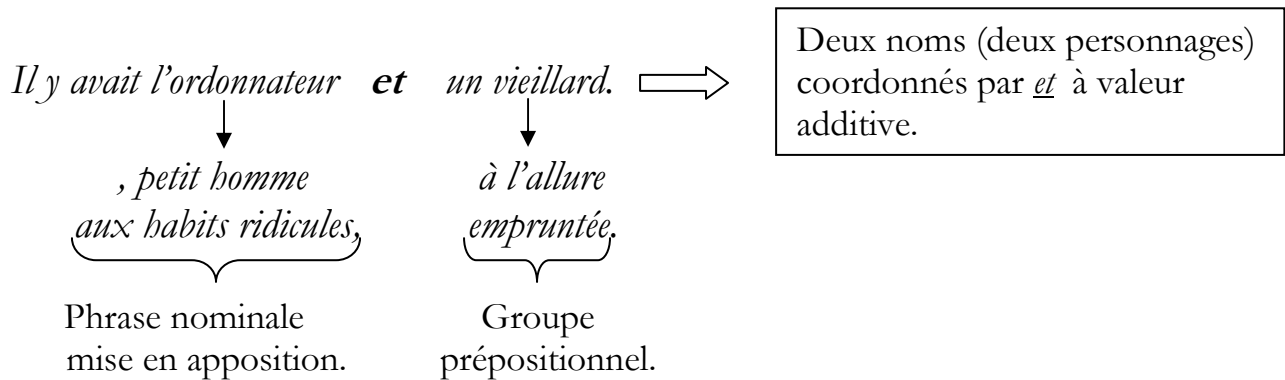 Il y avait l'ordonnateur et un vieillard.
, petit homme
aux habits ridicules,
à l'allure
empruntée.
Phrase nominale
mise en apposition.
Groupe
prépositionnel.
Deux noms (deux personnages)
coordonnés par et à valeur
additive.